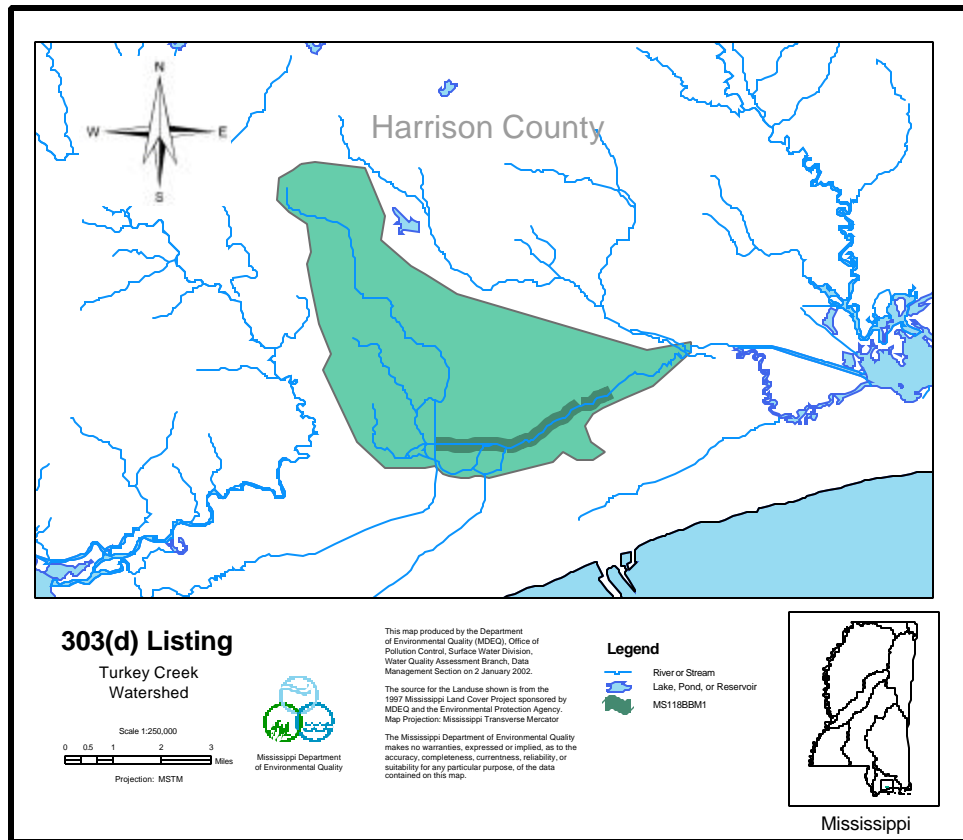 N
W E
S
Harrison County
303(d) Listing
Turkey Creek
Watershed
Scale 1:250,000
0 0.5 1 2 3
Miles
Projection: MSTM
Mississippi Department
of Environmental Quality
This map produced by the Department
of Environmental Quality (MDEQ), Office of
Pollution Control, Surface Water Division,
Water Quality Assessment Branch, Data
Management Section on 2 January 2002.
The source for the Landuse shown is from the
1997 Mississippi Land Cover Project sponsored by
MDEQ and the Environmental Protection Agency.
Map Projection: Mississippi Transverse Mercator
The Mississippi Department of Environmental Quality
makes no warranties, expressed or implied, as to the
accuracy, completeness, currentness, reliability, or
suitability for any particular purpose, of the data
contained on this map.
Legend
River or Stream
Lake, Pond, or Reservoir
MS118BBM1
Mississippi